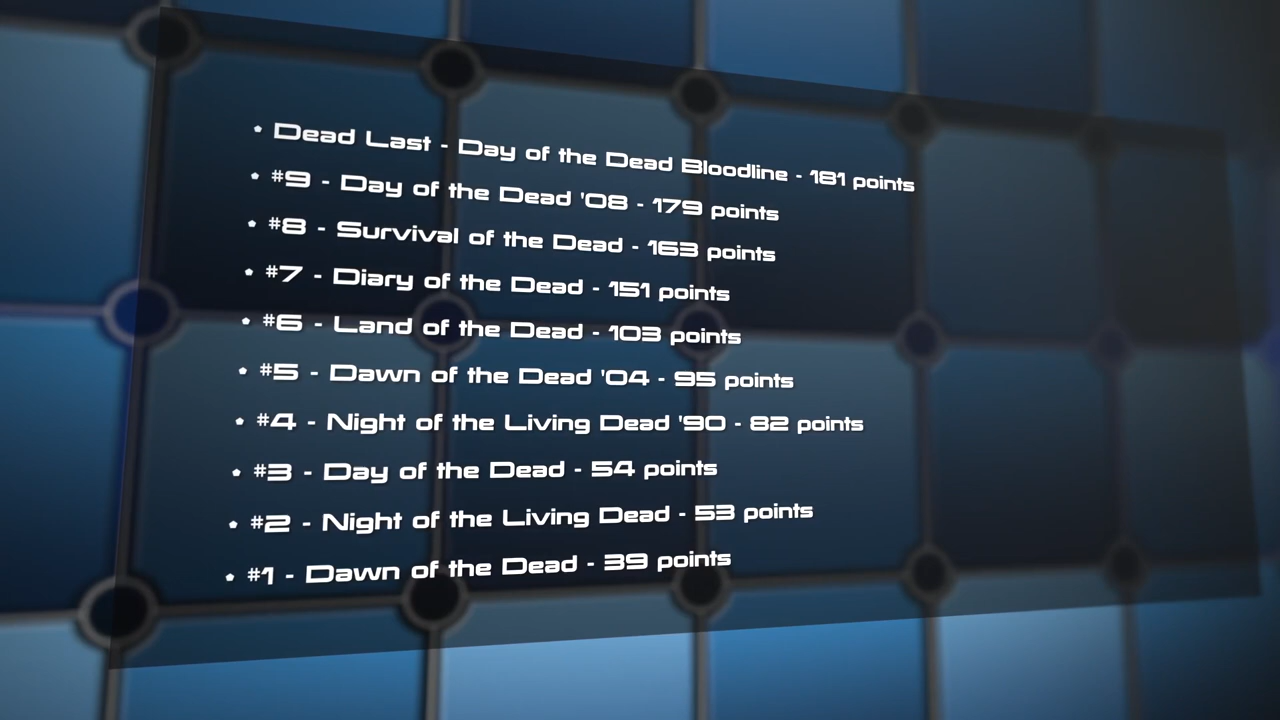 • Dead Last - Day of the Dead Bloodline - 181 points
• #9 - Day of the Dead '08 - 179 points
• #8 - Survival of the Dead - 163 points
• #7 - Diary of the Dead - 151 points
• #6 - Land of the Dead - 103 points
• #5 - Dawn of the Dead '04 - 95 points
• #4 - Night of the Living Dead '90 - 82 points
• #3 - Day of the Dead - 54 points
• #2 - Night of the Living Dead - 53 points
• #1 - Dawn of the Dead - 39 points